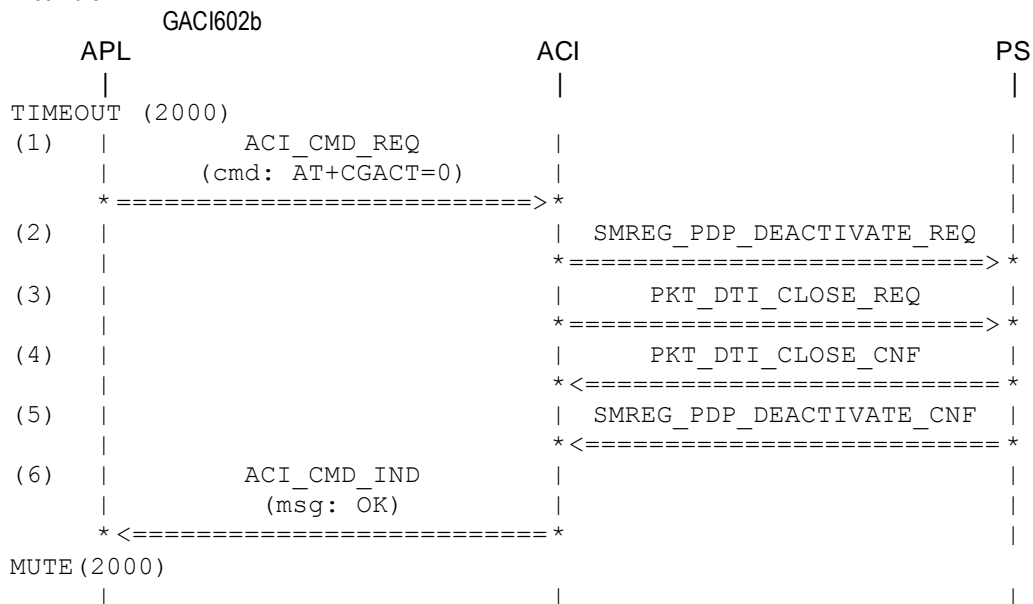 GACI602b
APL ACI PS
| | |
TIMEOUT (2000)
(1) | ACI_CMD_REQ | |
| (cmd: AT+CGACT=0) | |
*==========================>* |
(2) | | SMREG_PDP_DEACTIVATE_REQ |
| *==========================>*
(3) | | PKT_DTI_CLOSE_REQ |
| *==========================>*
(4) | | PKT_DTI_CLOSE_CNF |
| *<==========================*
(5) | | SMREG_PDP_DEACTIVATE_CNF |
| *<==========================*
(6) | ACI_CMD_IND | |
| (msg: OK) | |
*<==========================* |
MUTE(2000)
| | |